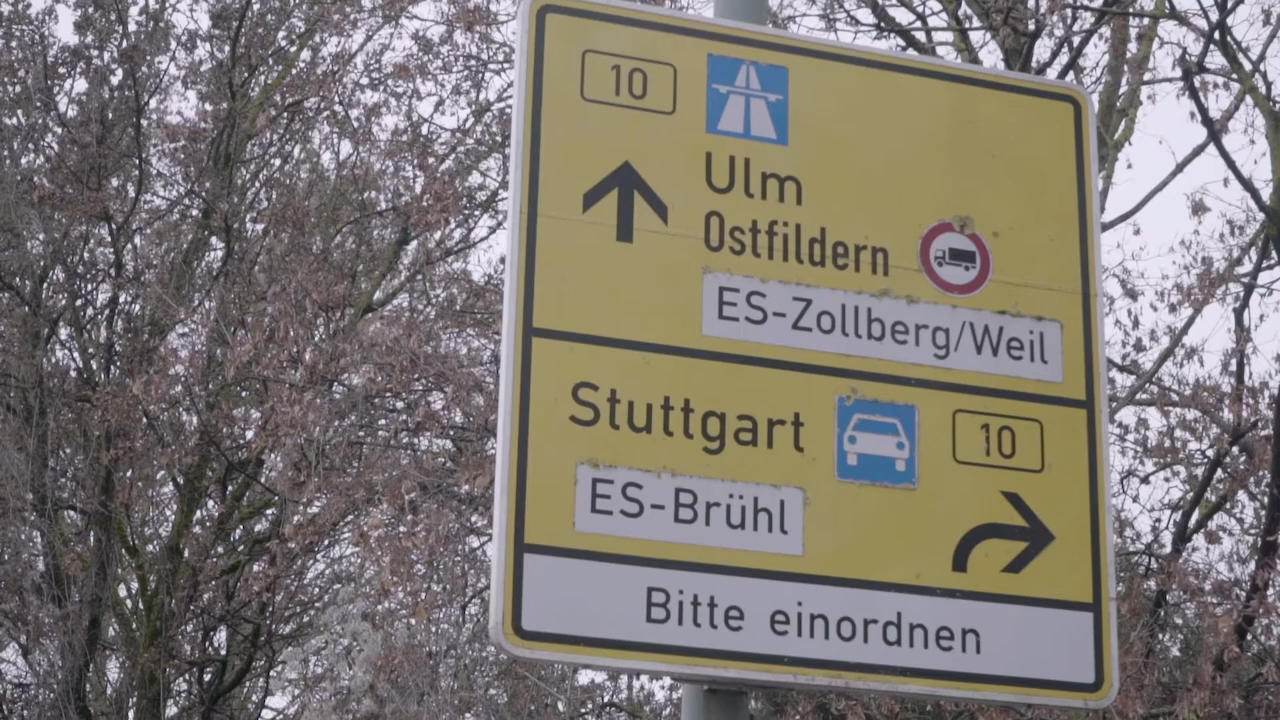 10
Ulm
Ostfildern
ES-Zollberg/Weil
Stuttgart 10
ES-Brühl
Bitte einordnen